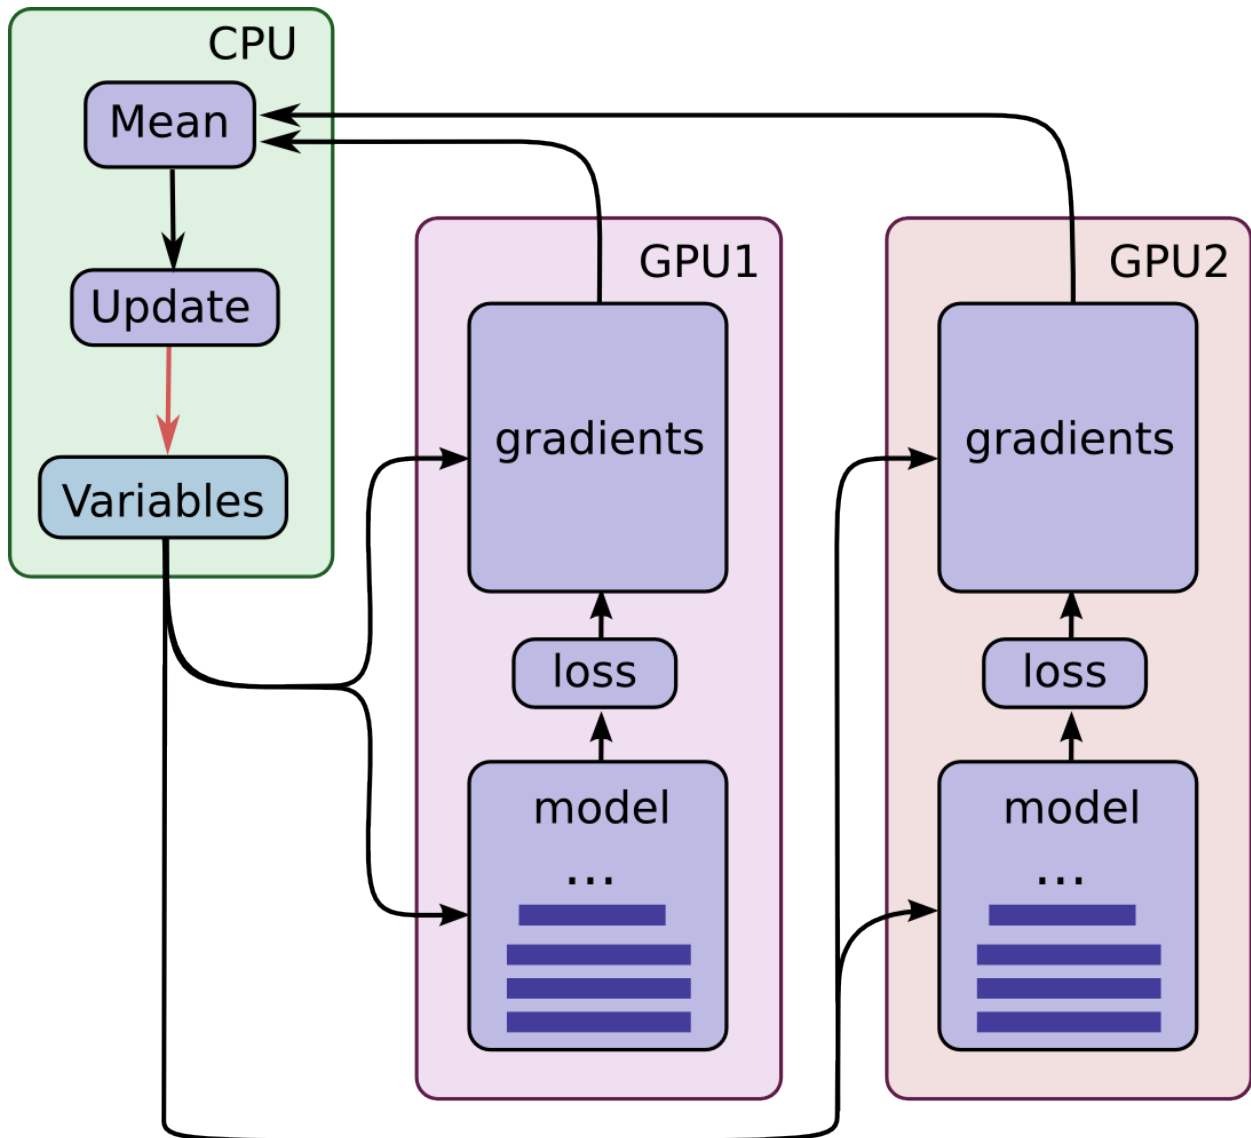 CPU
Mean
Update
Variables
GPU1
gradients
loss
model
...
GPU2
gradients
loss
model
...